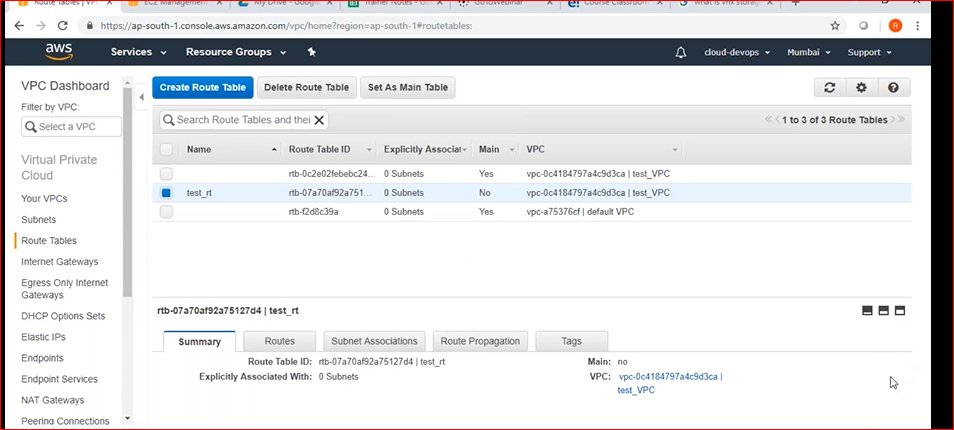 Route Tables | VPC
EC2 Management
My Drive - Googl
Trainer Notes - G
Course Classroom
what is vnx storag
https://ap-south-1.console.aws.amazon.com/vpc/home?region=ap-south-1#routetables:
R
aws
Services
Resource Groups
cloud-devops
Mumbai
Support
VPC Dashboard
Filter by VPC:
Select a VPC
Virtual Private
Cloud
Your VPCs
Subnets
Route Tables
Internet Gateways
Egress Only Internet
Gateways
DHCP Options Sets
Elastic IPs
Endpoints
Endpoint Services
NAT Gateways
Peering Connections
Create Route Table
Delete Route Table
Set As Main Table
Search Route Tables and thei
1 to 3 of 3 Route Tables
Name Route Table ID Explicitly Associat Main VPC
rtb-0c2e02febebc24... 0 Subnets Yes vpc-0c4184797a4c9d3ca | test_VPC
test_rt rtb-07a70af92a751... 0 Subnets No vpc-0c4184797a4c9d3ca | test_VPC
rtb-f2d8c39a 0 Subnets Yes vpc-a75376cf | default VPC
rtb-07a70af92a75127d4 | test_rt
Summary Routes Subnet Associations Route Propagation Tags
Route Table ID: rtb-07a70af92a75127d4 | test_rt
Explicitly Associated With: 0 Subnets
Main: no
VPC: vpc-0c4184797a4c9d3ca |
test_VPC